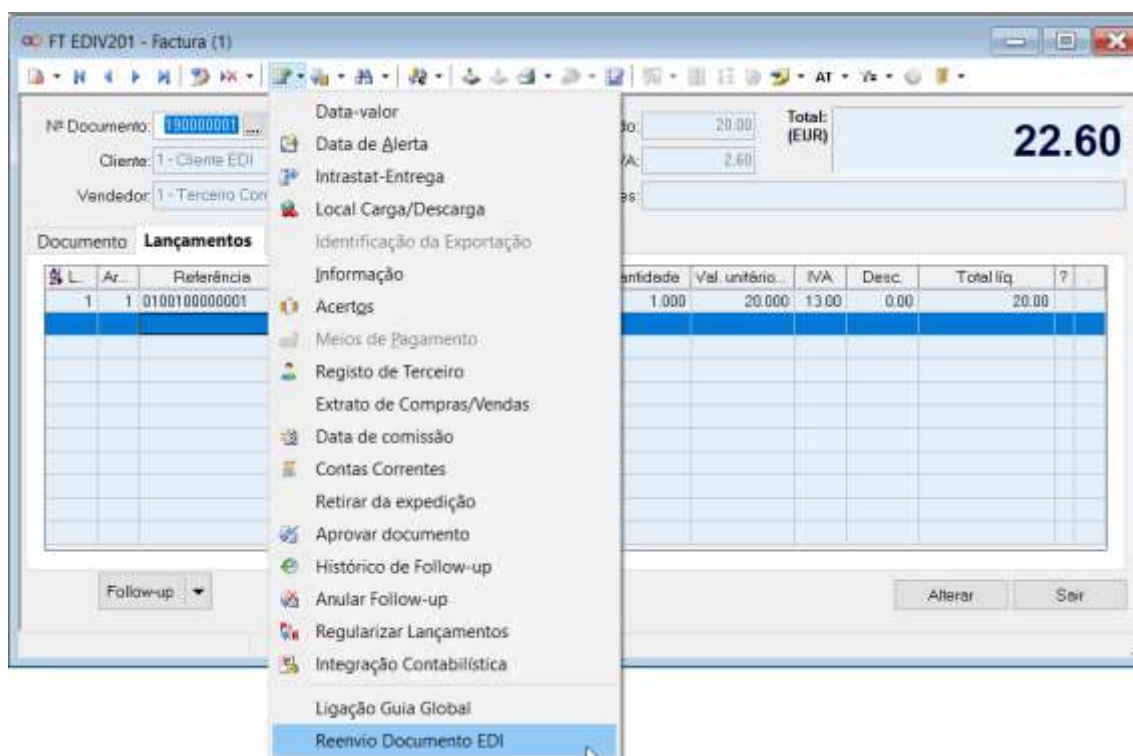 FT EDIV201 - Factura (1)
AT
Nº Documento: 190000001 ...
20.00
Total: (EUR)
22.60
Cliente: 1 - Cliente EDI
2.60
Vendedor: 1 - Terceiro
Documento Lançamentos
L... Ar... Referência
Val. unitário... IVA Desc. Total líq. ?
1 1 0100100000001 1.000 20.000 13.00 0.00 20.00
Data-valor
Data de Alerta
Intrastat-Entrega
Local Carga/Descarga
Identificação da Exportação
Informação
Acertos
Meios de Pagamento
Registo de Terceiro
Extrato de Compras/Vendas
Data de comissão
Contas Correntes
Retirar da expedição
Aprovar documento
Histórico de Follow-up
Anular Follow-up
Regularizar Lançamentos
Integração Contabilística
Ligação Guia Global
Reenvio Documento EDI
Follow-up
Alterar Sair